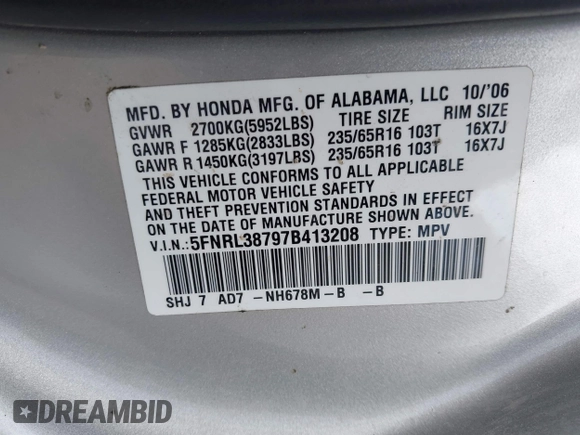 MFD. BY HONDA MFG. OF ALABAMA, LLC 10/'06
GVWR 2700KG(5952LBS) TIRE SIZE RIM SIZE
GAWR F 1285KG(2833LBS) 235/65R16 103T 16X7J
GAWR R 1450KG(3197LBS) 235/65R16 103T 16X7J
THIS VEHICLE CONFORMS TO ALL APPLICABLE
FEDERAL MOTOR VEHICLE SAFETY
AND THEFT PREVENTION STANDARDS IN EFFECT
ON THE DATE OF MANUFACTURE SHOWN ABOVE.
V.I.N.:5FNRL38797B413208 TYPE: MPV
SHJ 7 AD7 -NH678M-B -B
DREAMBID